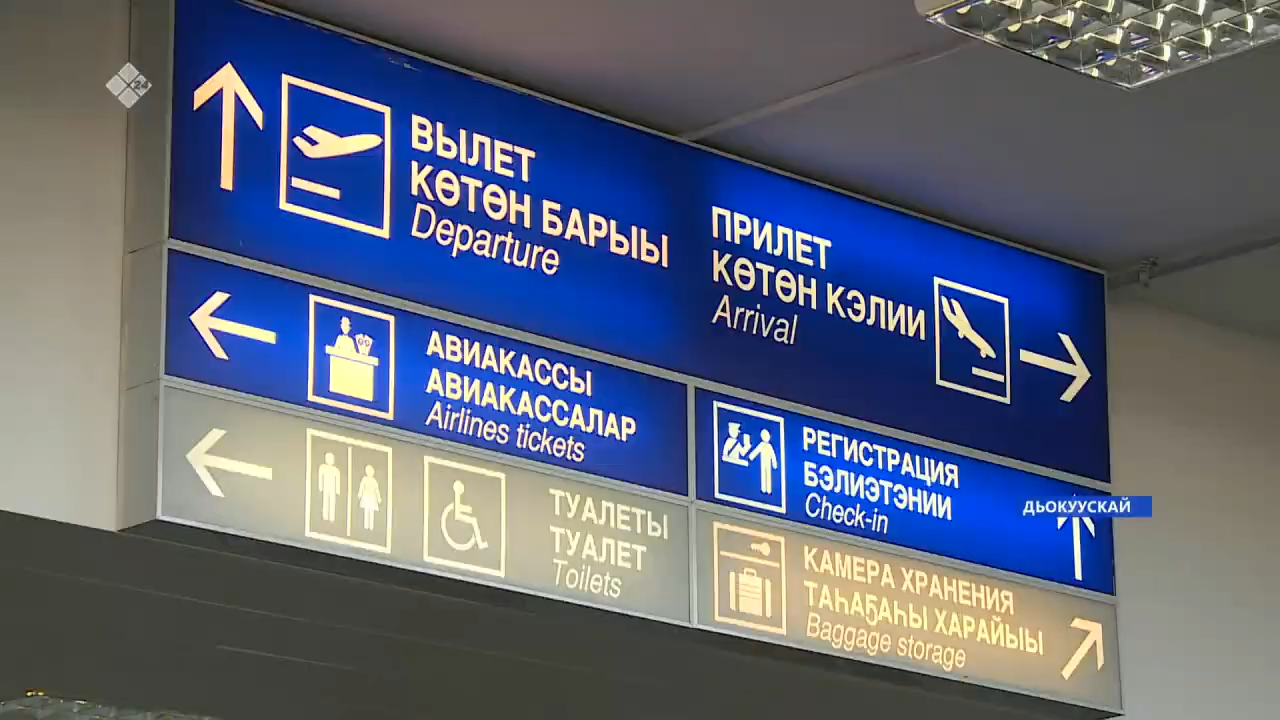 24
ВЫЛЕТ
КӨТӨН БАРЫЫ
Departure
ПРИЛЕТ
КӨТӨН КЭЛИИ
Arrival
АВИАКАССЫ
АВИАКАССАЛАР
Airlines tickets
РЕГИСТРАЦИЯ
БЭЛИЭТЭНИИ
Check-in
ДЬОКУУСКАЙ
ТУАЛЕТЫ
ТУАЛЕТ
Toilets
КАМЕРА ХРАНЕНИЯ
ТАҺАҔАҺЫ ХАРАЙЫЫ
Baggage storage